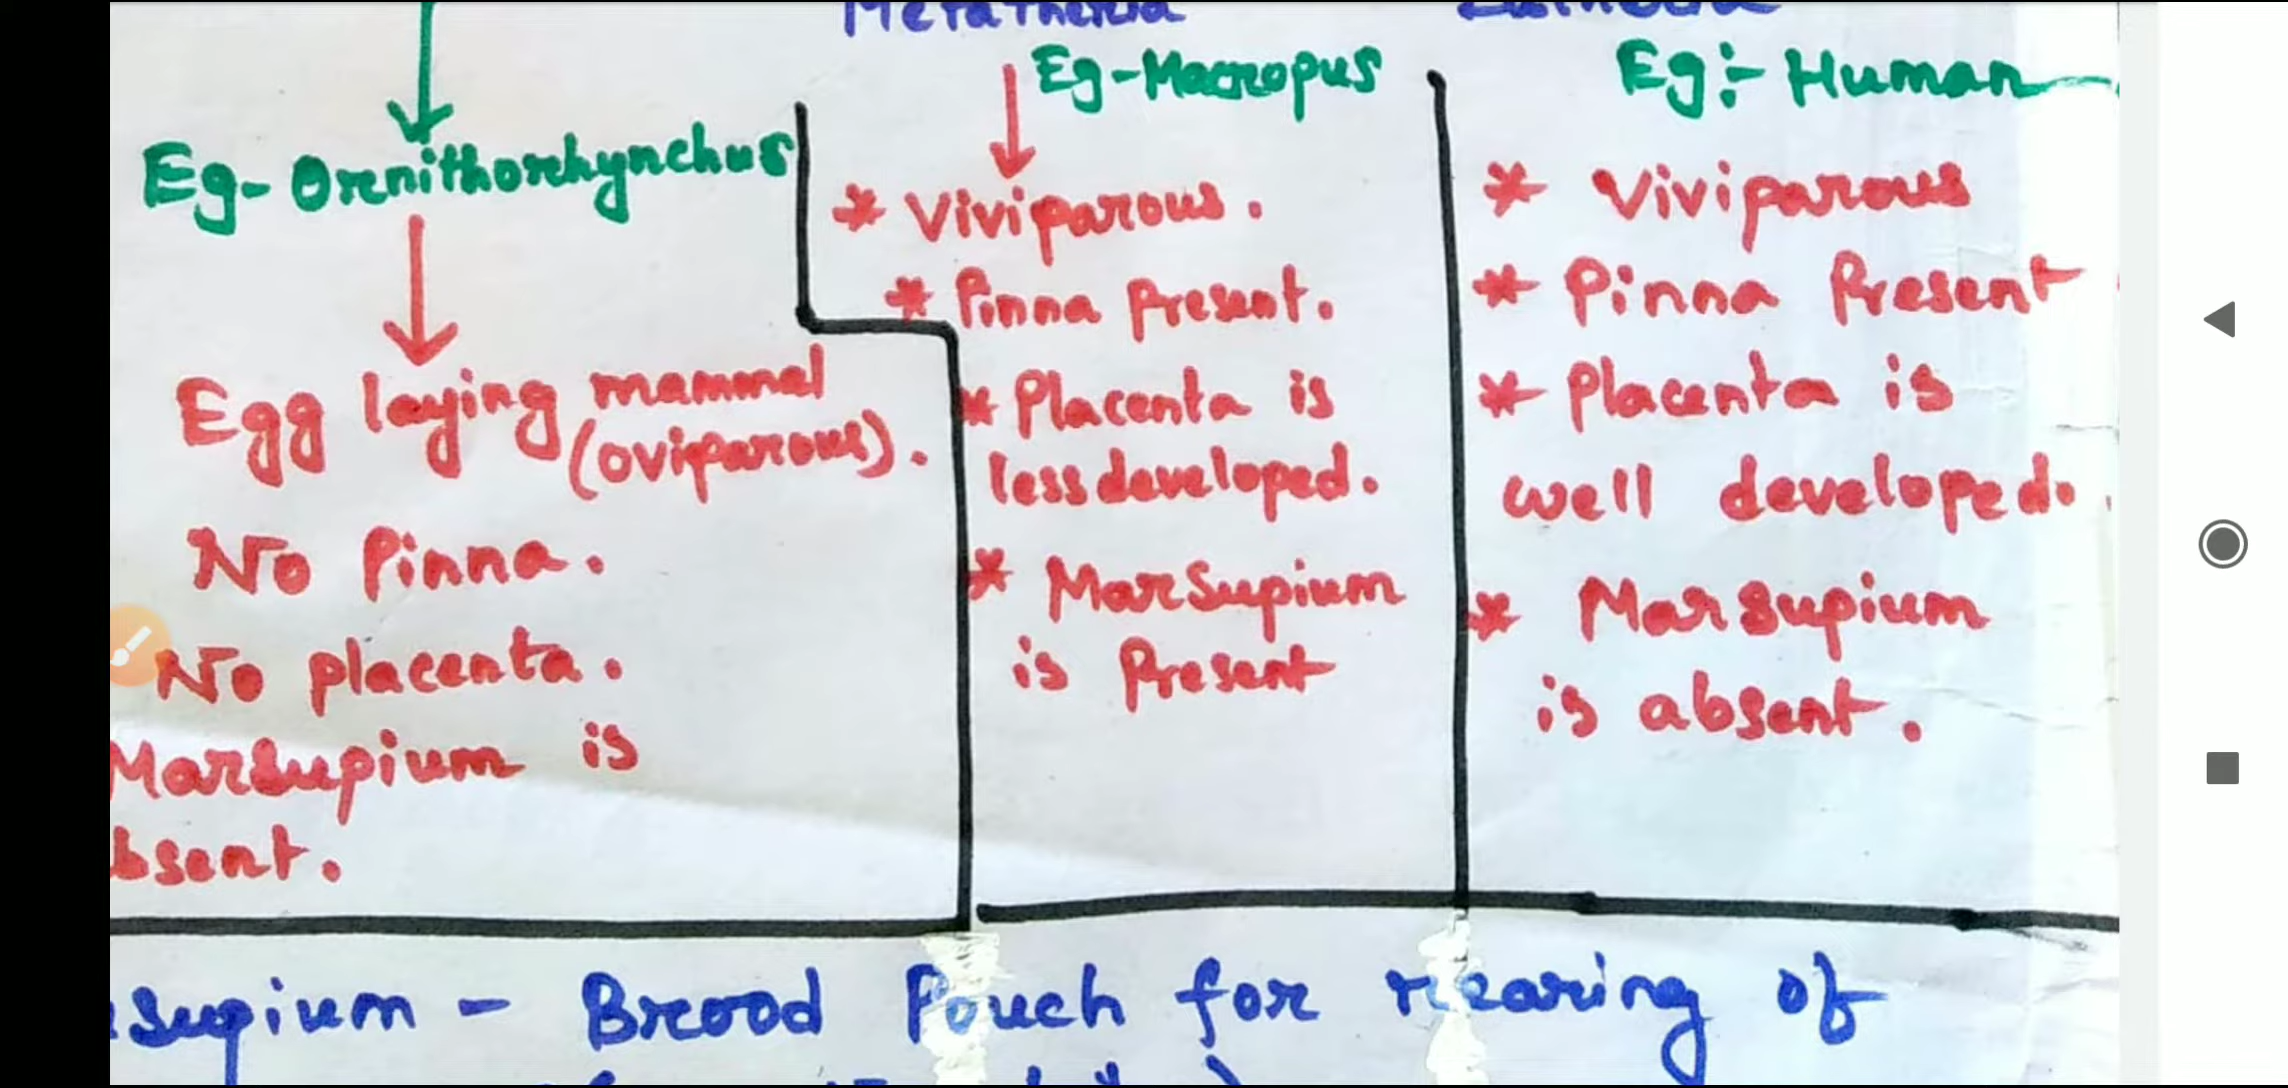 Metatheria
Eg-Macropus
Eg:- Human
Eg- Ornithorhynchus
Egg laying mammal
(oviparous).
No Pinna.
No placenta.
Marsupium is
bsent.
* Viviparous.
* Pinna Present.
* Placenta is
less developed.
* Marsupium
is Present
* Viviparous
* Pinna Present
* Placenta is
well developed.
* Marsupium
is absent.
supium - Brood Pouch for rearing of